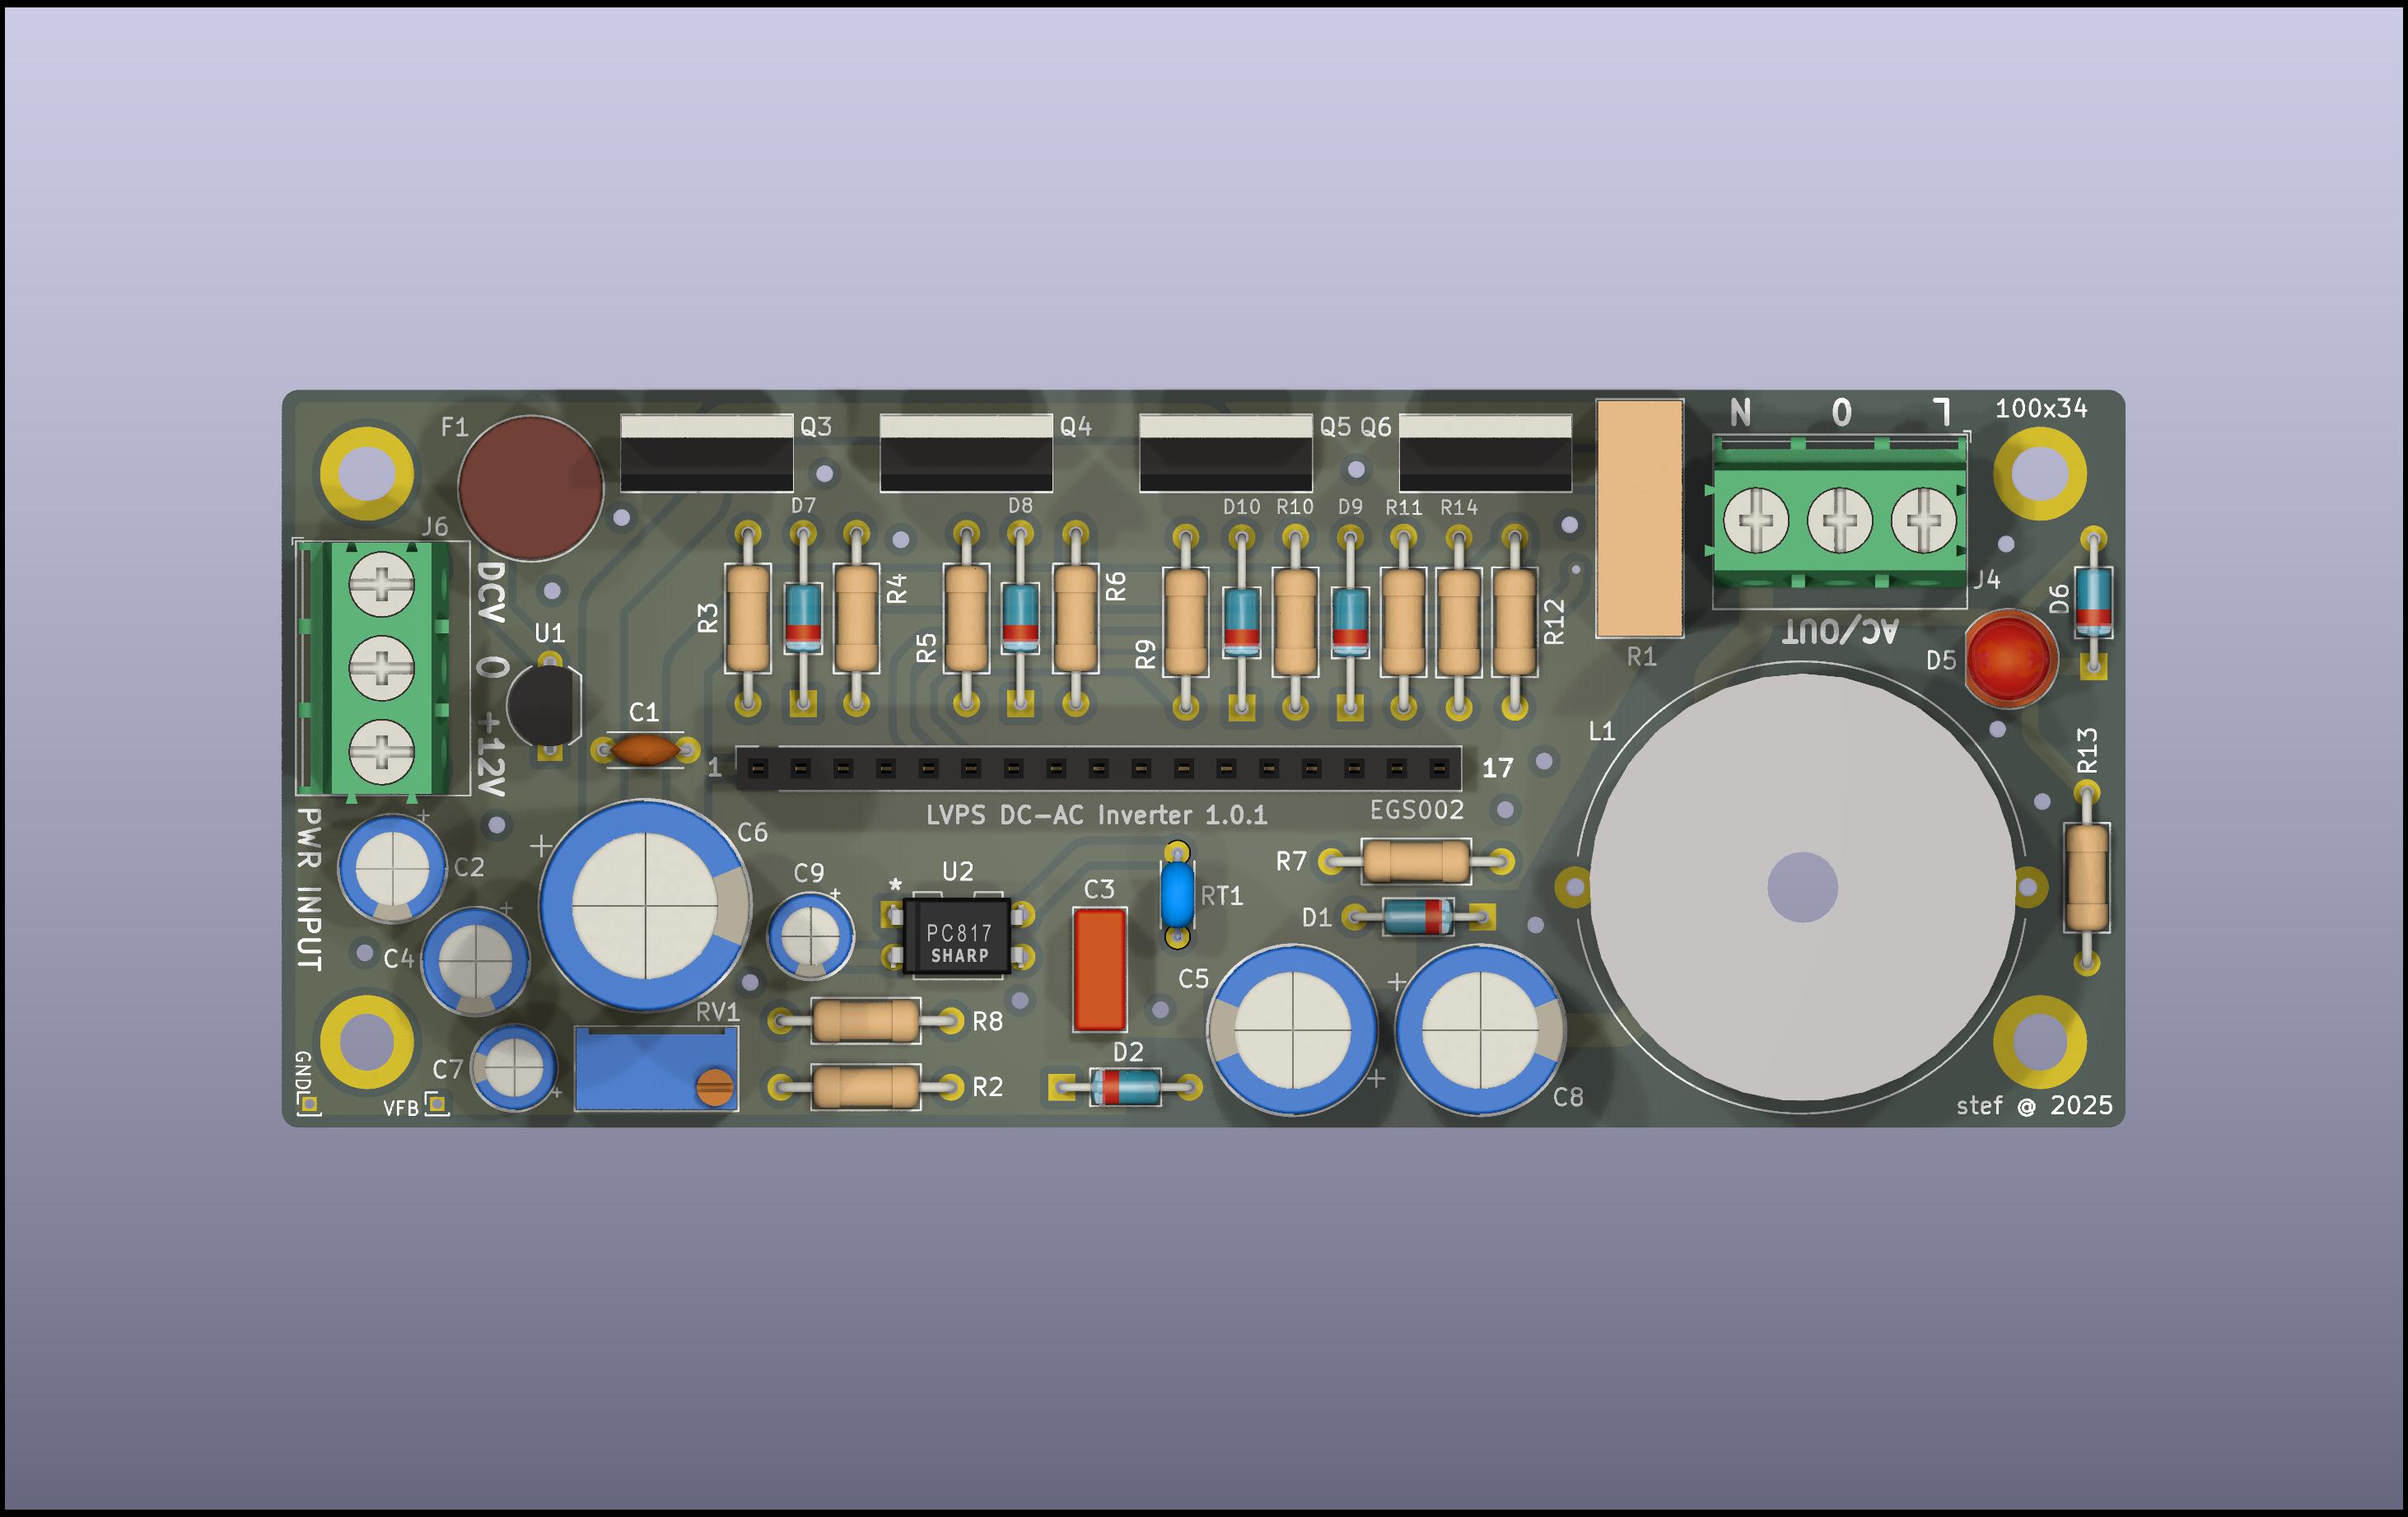 F1
Q3
Q4
Q5 Q6
N O L
100x34
J6
D7
D8
D10 R10 D9 R11 R14
DCV O +12V
U1
R3
R4
R5
R6
R9
R12
R1
J4
AC/OUT
D6
D5
C1
L1
R13
1
17
LVPS DC-AC Inverter 1.0.1
EGS002
PWR INPUT
C2
C6
C9
*
U2
C3
RT1
R7
D1
PC817
SHARP
C4
C5
RV1
R8
C7
D2
R2
C8
GND
VFB
stef @ 2025